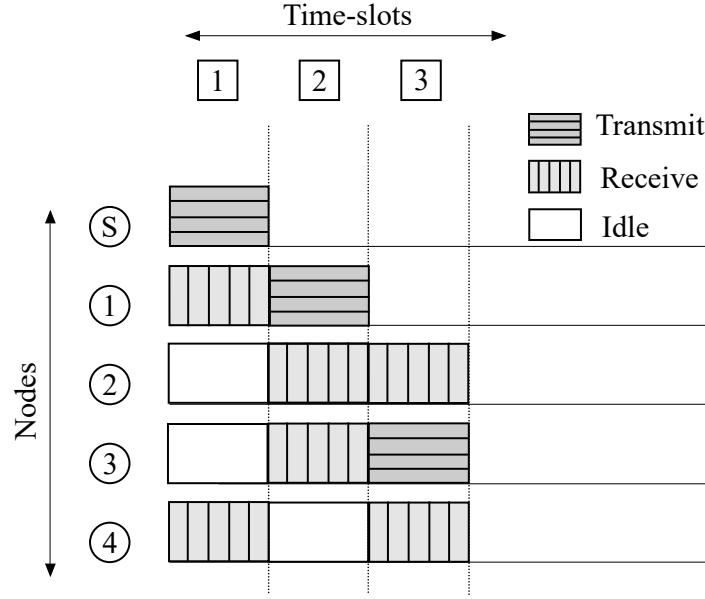 Time-slots
1 2 3
Transmit
Receive
Idle
Nodes
S
1
2
3
4